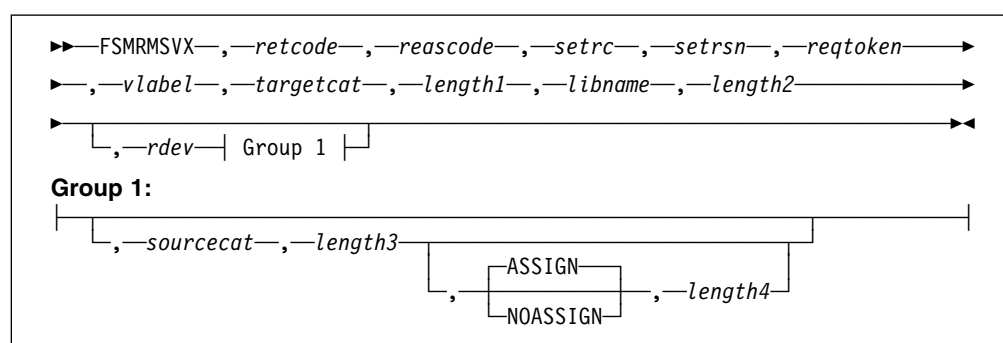 FSMRMSVX , retcode , reascode , setrc , setrsn , reqtoken
, vlabel , targetcat , length1 , libname , length2
, rdev Group 1
Group 1:
, sourcecat , length3
ASSIGN
, , length4
NOASSIGN